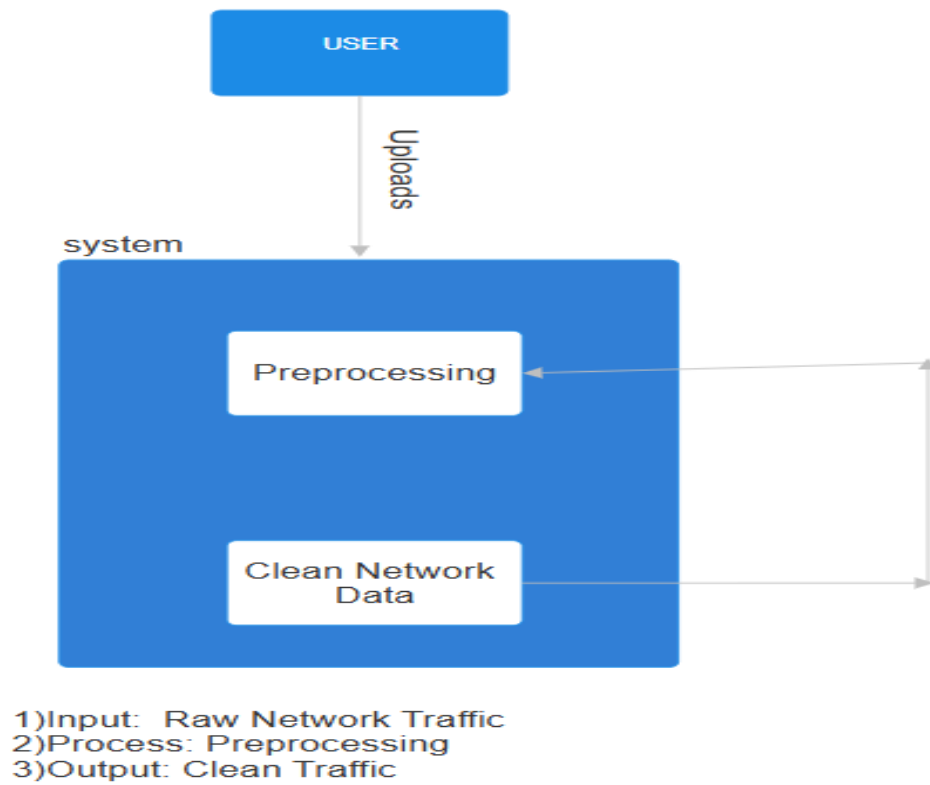 USER
Uploads
system
Preprocessing
Clean Network
Data
1)Input:  Raw Network Traffic
2)Process: Preprocessing
3)Output: Clean Traffic